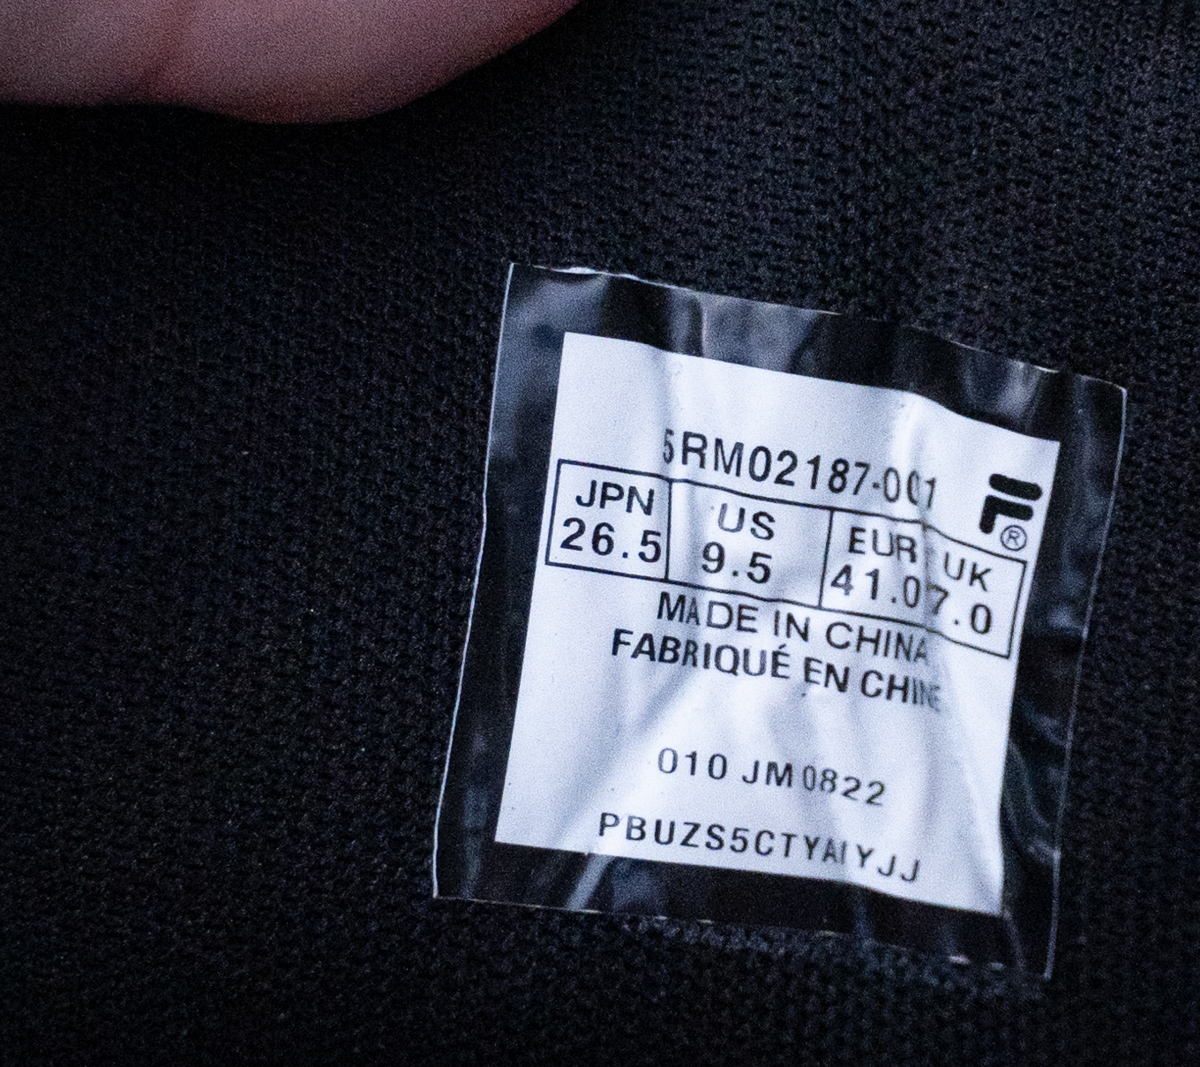 5RM02187-001
JPN US EUR UK
26.5 9.5 41.0 7.0
MADE IN CHINA
FABRIQUÉ EN CHINE
010 JM0822
PBUZS5CTYAIYJJ
®